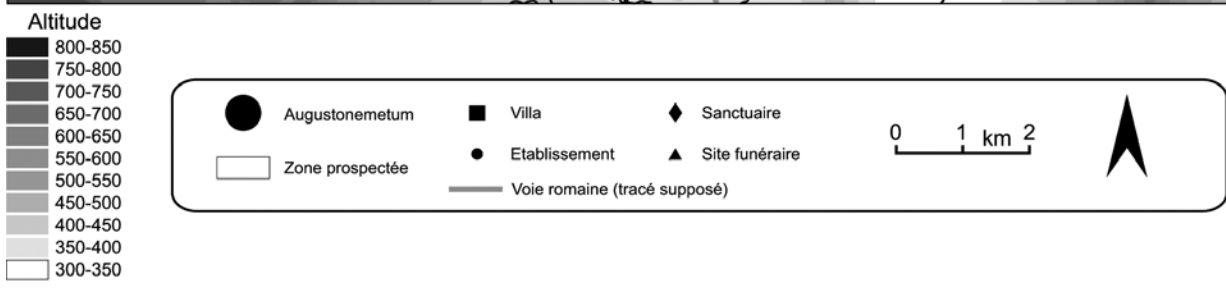 Altitude
800-850
750-800
700-750
650-700
600-650
550-600
500-550
450-500
400-450
350-400
300-350
Augustonemetum
Villa
Sanctuaire
Zone prospectée
Etablissement
Site funéraire
Voie romaine (tracé supposé)
0 1 km 2